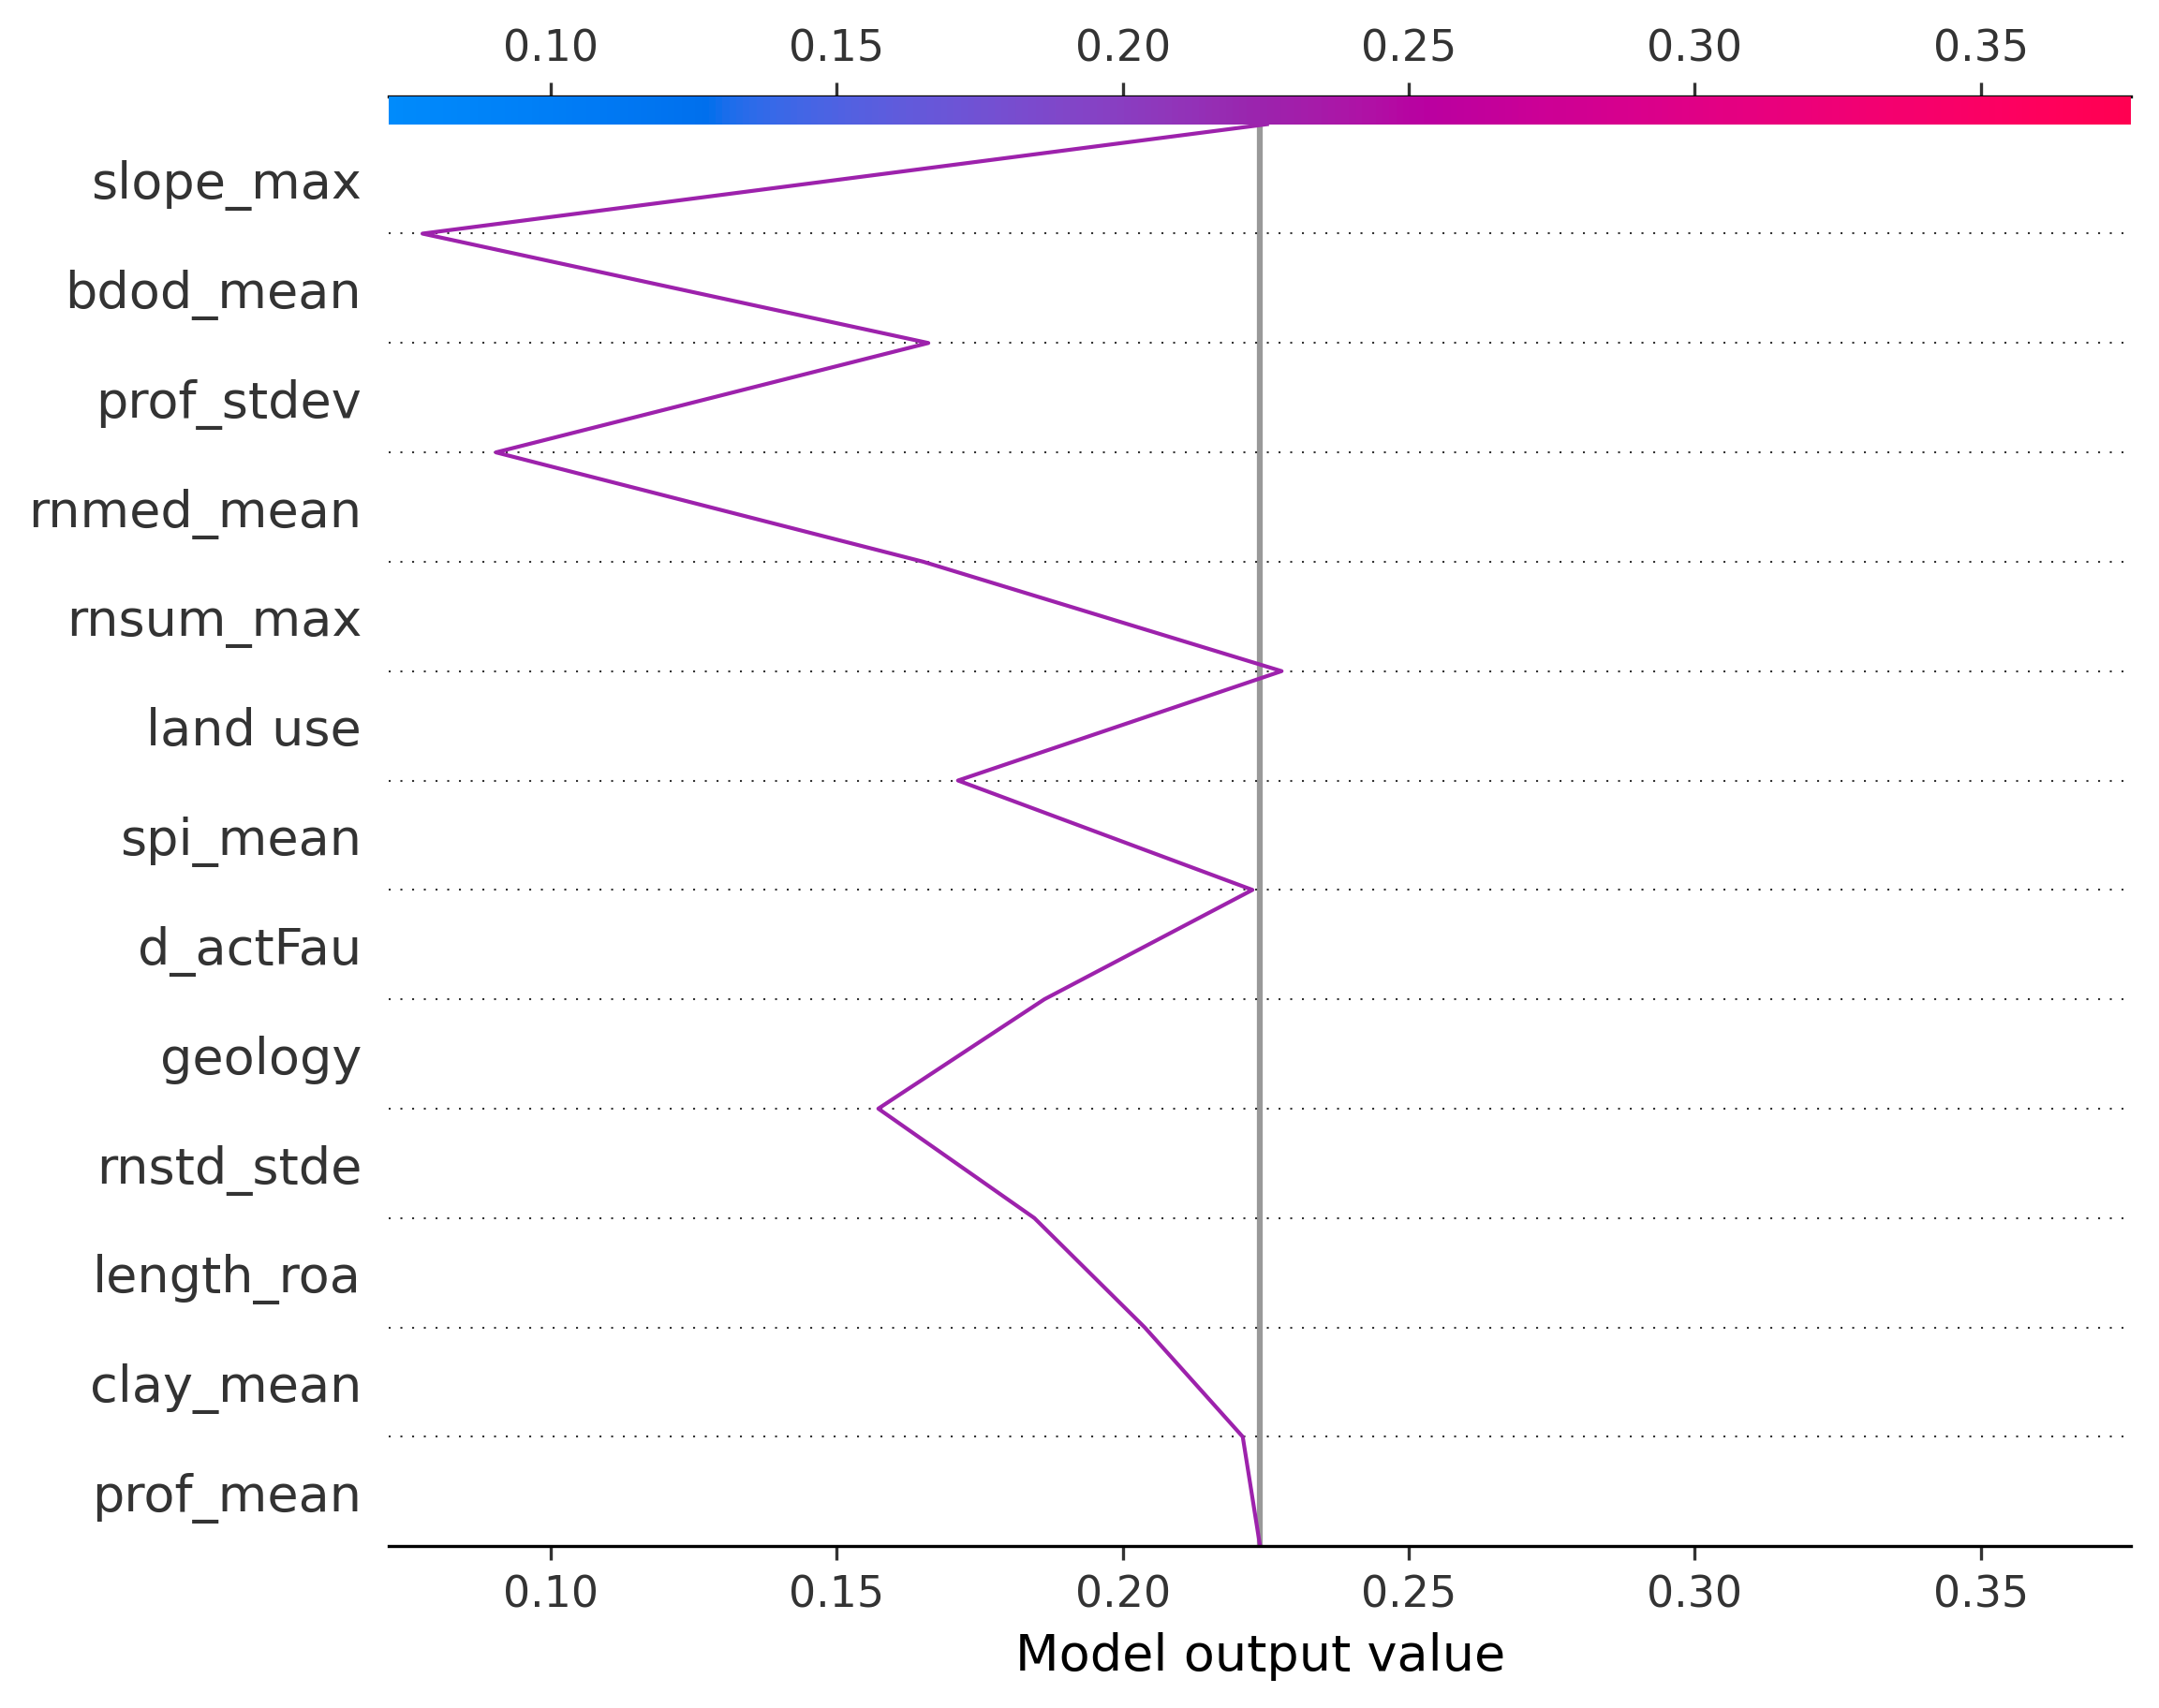 0.10 0.15 0.20 0.25 0.30 0.35
slope_max
bdod_mean
prof_stdev
rnmed_mean
rnsum_max
land use
spi_mean
d_actFau
geology
rnstd_stde
length_roa
clay_mean
prof_mean
0.10 0.15 0.20 0.25 0.30 0.35
Model output value